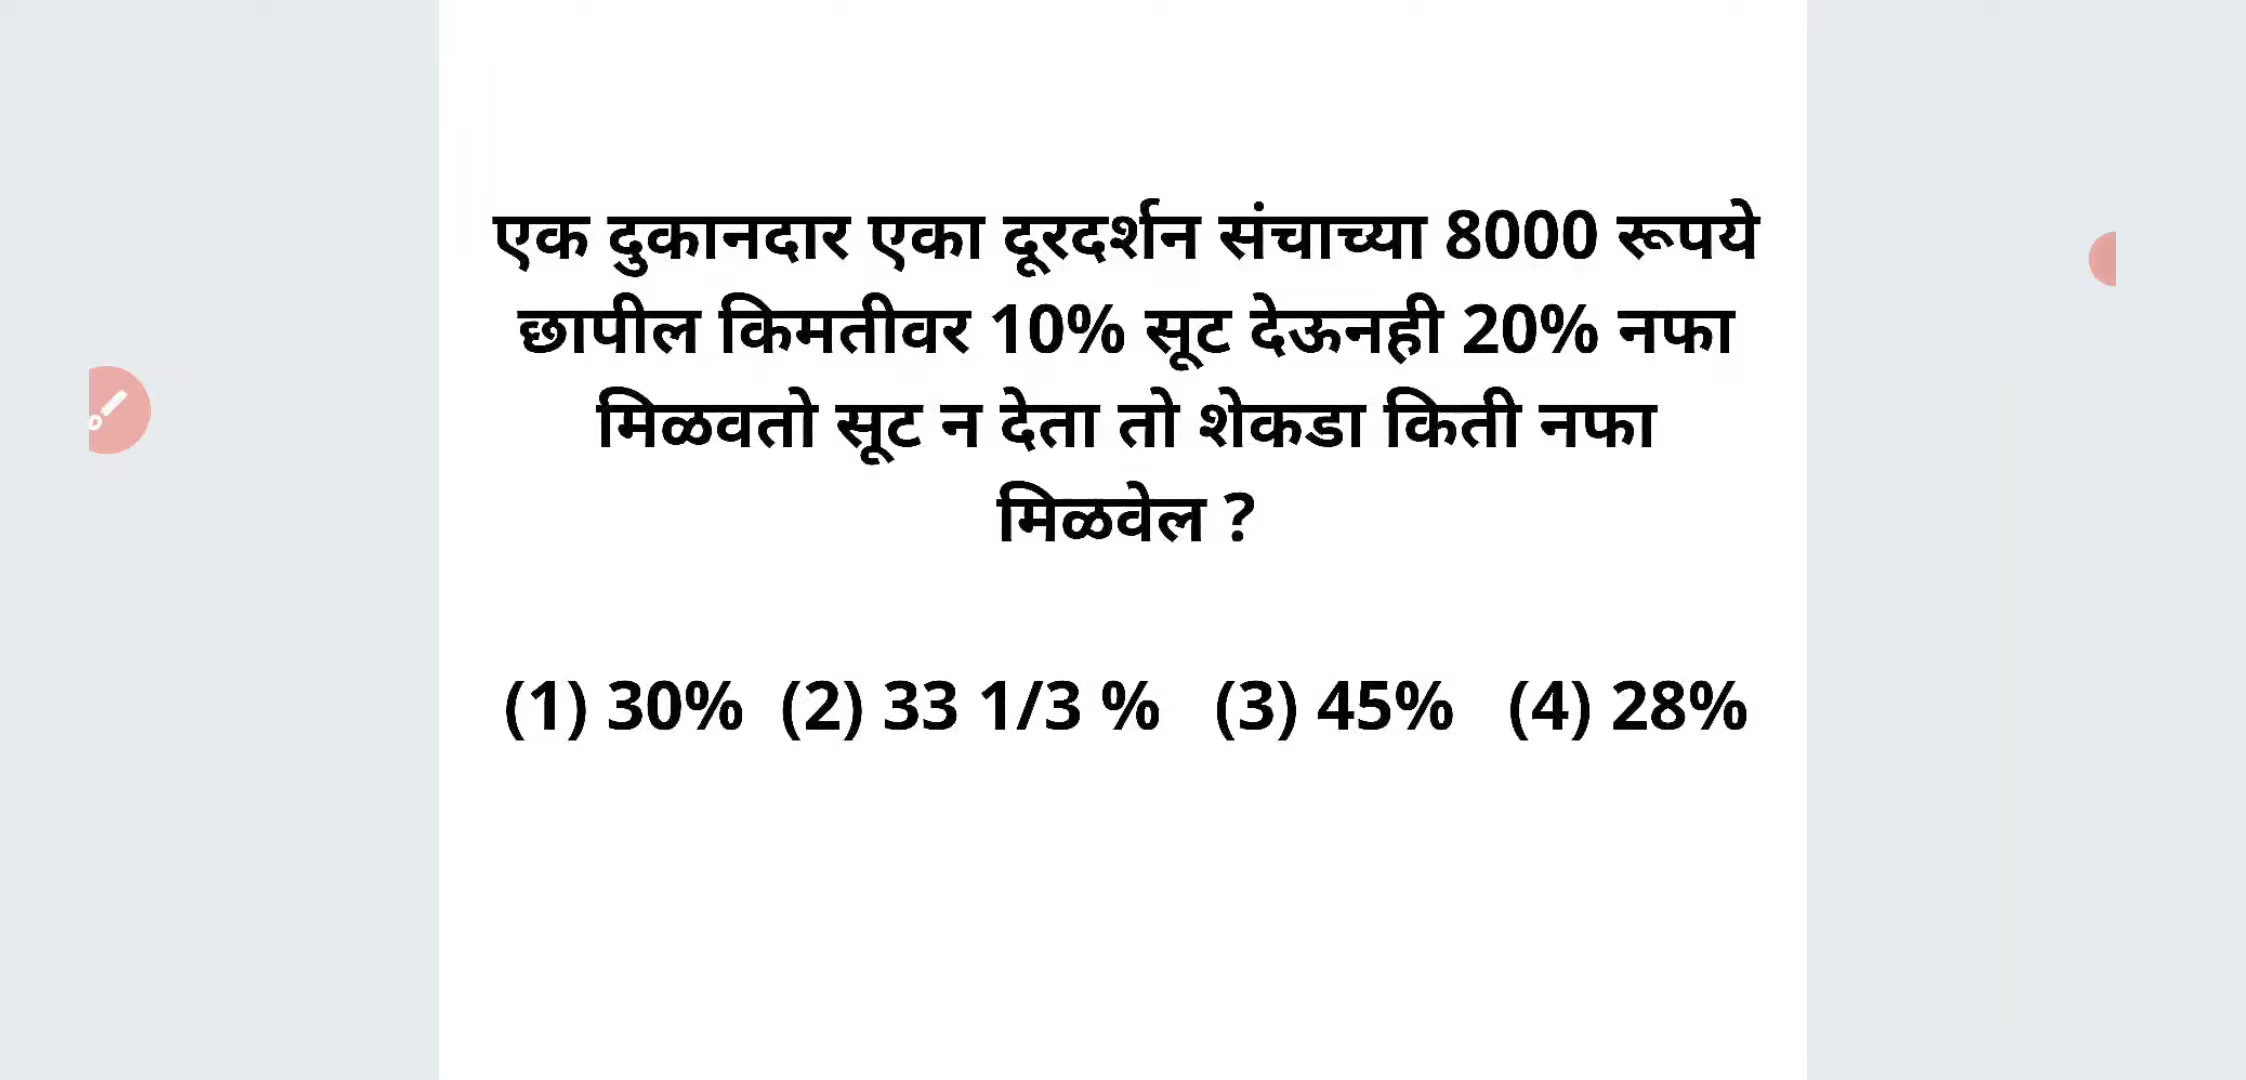 एक दुकानदार एका दूरदर्शन संचाच्या 8000 रूपये
छापील किमतीवर 10% सूट देऊनही 20% नफा
मिळवतो सूट न देता तो शेकडा किती नफा
मिळवेल ?
(1) 30% (2) 33 1/3 % (3) 45% (4) 28%